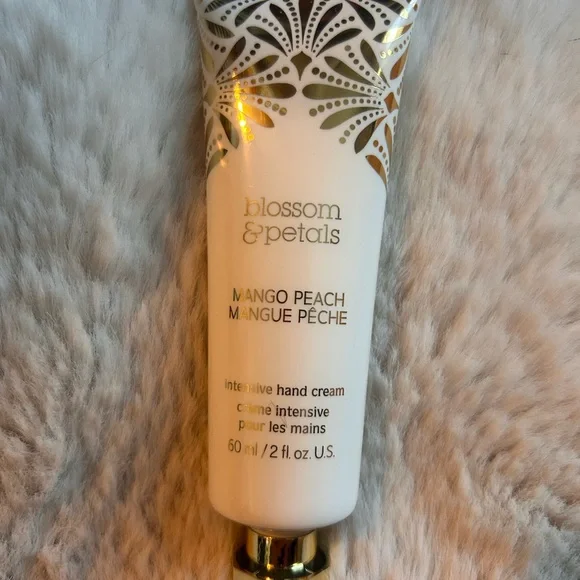 blossom
&petals
MANGO PEACH
MANGUE PÊCHE
intensive hand cream
crème intensive
pour les mains
60 ml / 2 fl. oz. U.S.